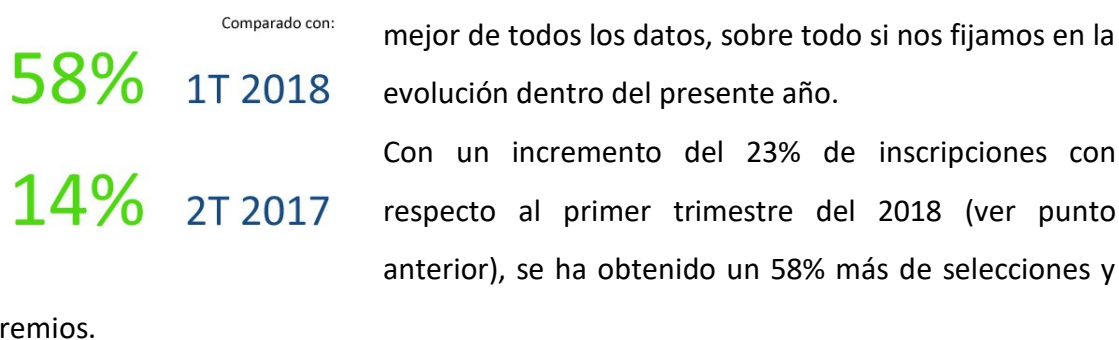 Comparado con:
58% 1T 2018
14% 2T 2017
mejor de todos los datos, sobre todo si nos fijamos en la
evolución dentro del presente año.
Con un incremento del 23% de inscripciones con
respecto al primer trimestre del 2018 (ver punto
anterior), se ha obtenido un 58% más de selecciones y
remios.